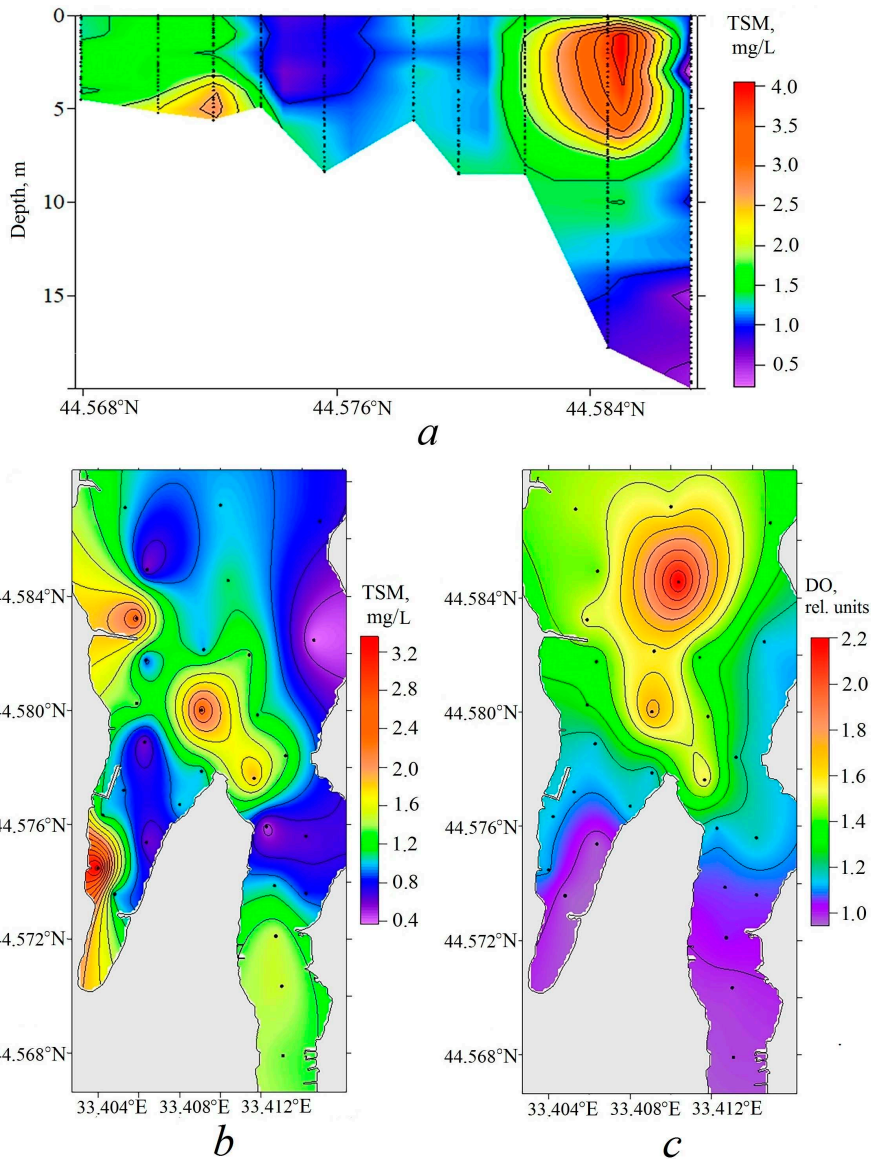 TSM,
mg/L
0
5
10
15
Depth, m
4.0
3.5
3.0
2.5
2.0
1.5
1.0
0.5
44.568°N
44.576°N
44.584°N
a
44.584°N
44.580°N
44.576°N
44.572°N
44.568°N
TSM,
mg/L
3.2
2.8
2.4
2.0
1.6
1.2
0.8
0.4
33.404°E 33.408°E 33.412°E
b
44.584°N
44.580°N
44.576°N
44.572°N
44.568°N
DO,
rel. units
2.2
2.0
1.8
1.6
1.4
1.2
1.0
33.404°E 33.408°E 33.412°E
c